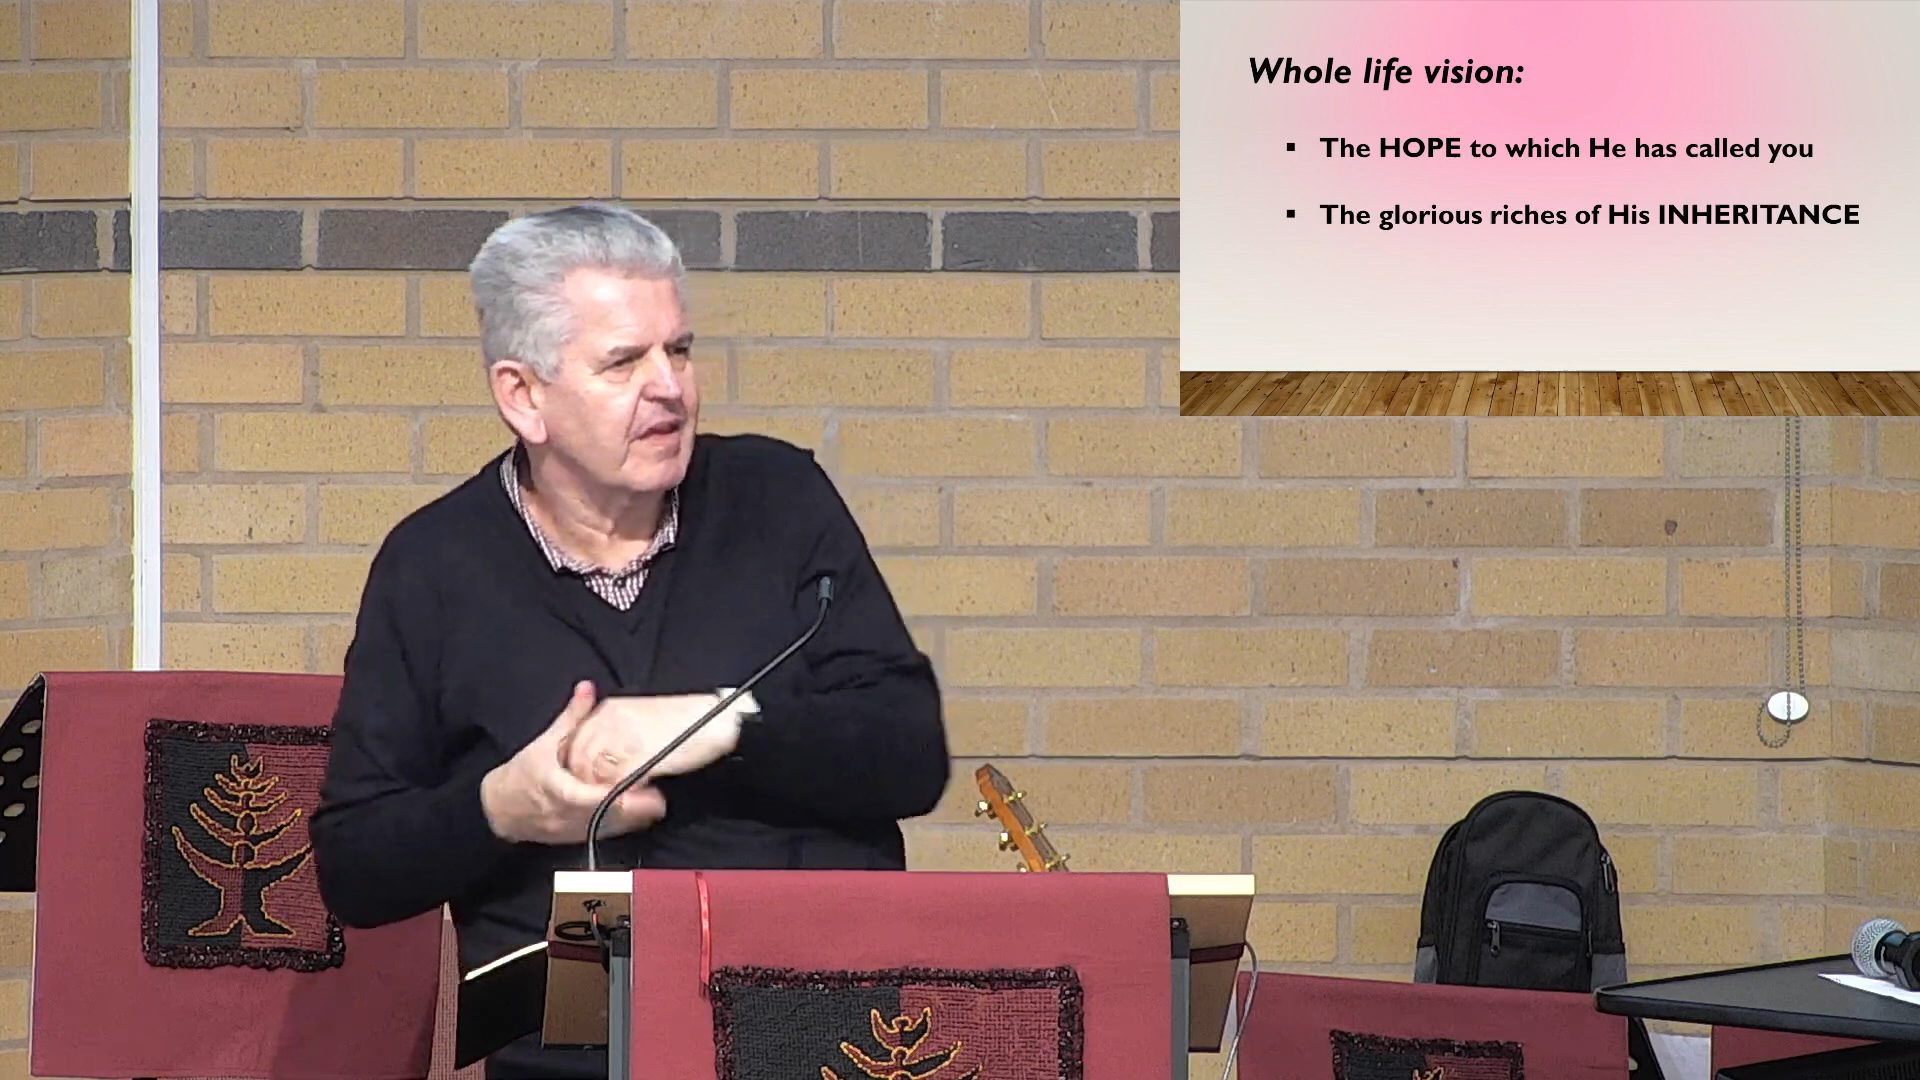 Whole life vision:
▪ The HOPE to which He has called you
▪ The glorious riches of His INHERITANCE